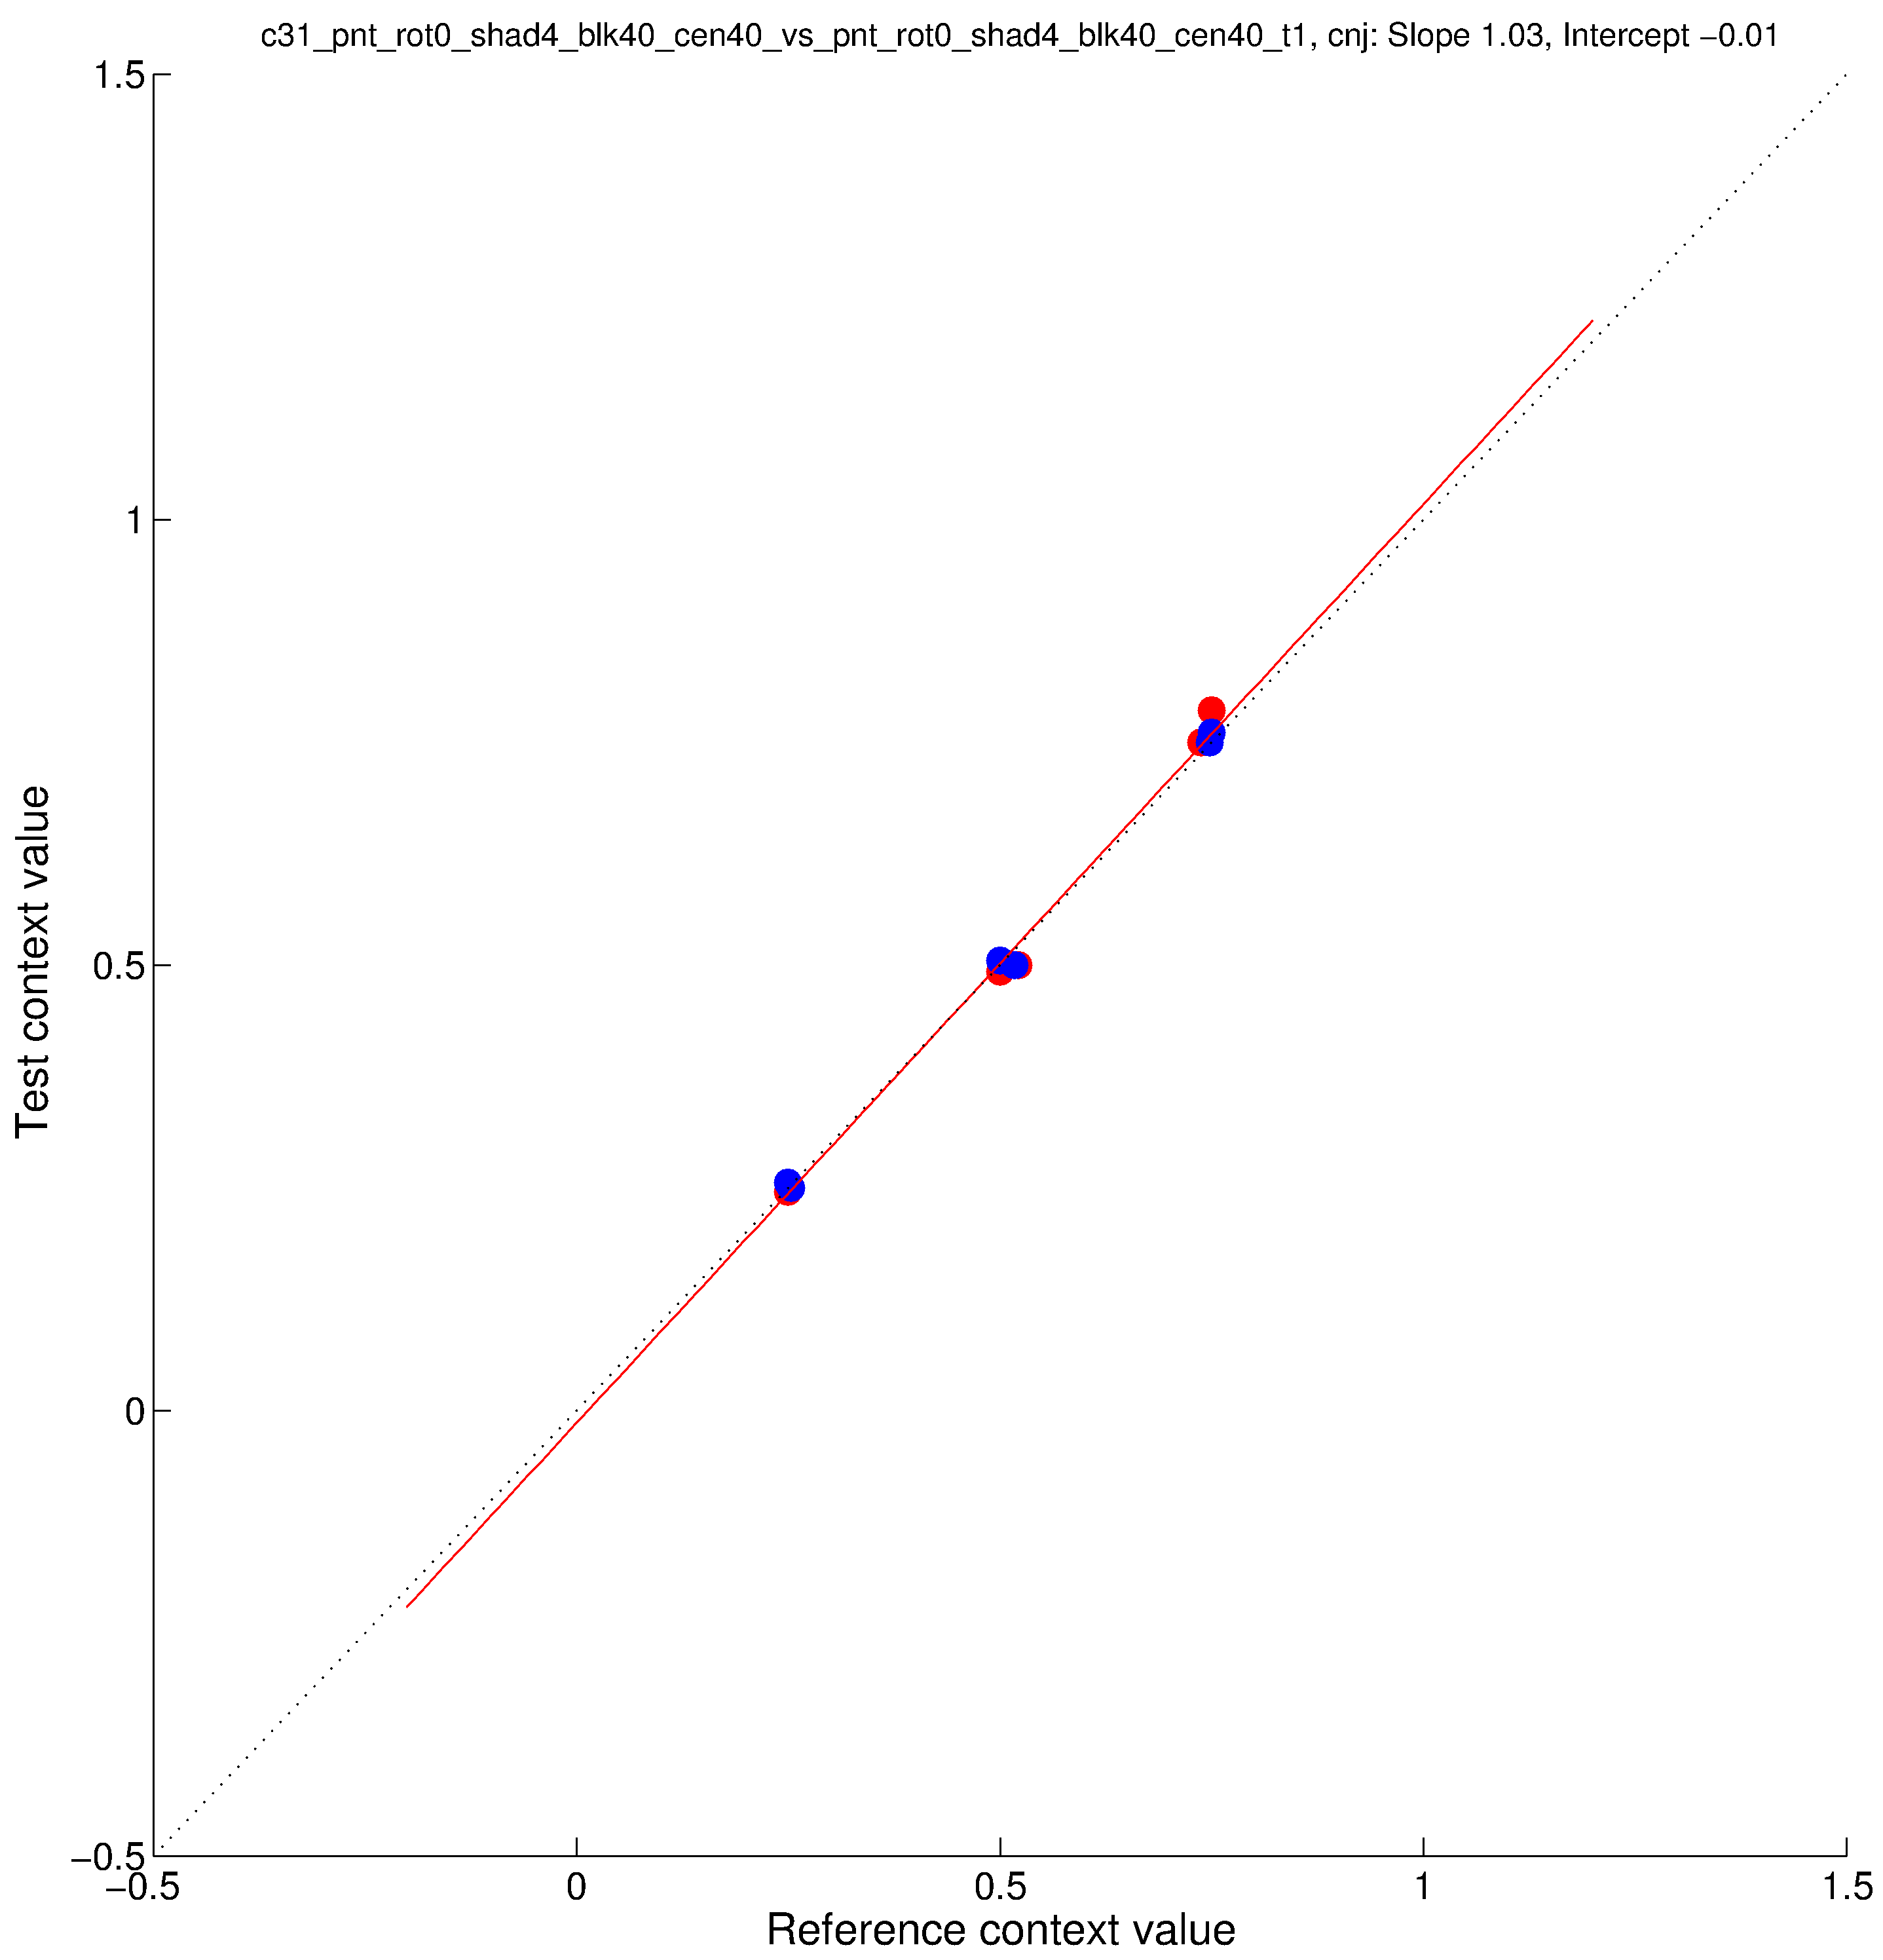 c31_pnt_rot0_shad4_blk40_cen40_vs_pnt_rot0_shad4_blk40_cen40_t1, cnj: Slope 1.03, Intercept −0.01
1.5
1
0.5
0
−0.5
Test context value
−0.5 0 0.5 1 1.5
Reference context value